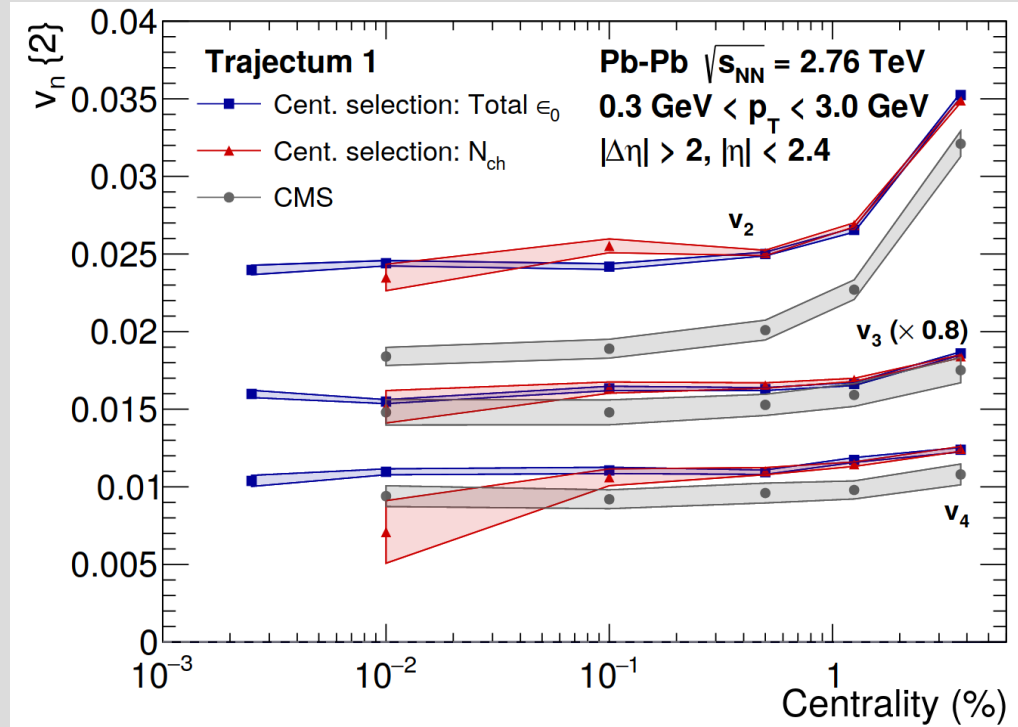 v_n {2}
0.04
0.035
0.03
0.025
0.02
0.015
0.01
0.005
0
Trajectum 1
Cent. selection: Total ϵ_0
Cent. selection: N_ch
CMS
Pb-Pb √s_NN = 2.76 TeV
0.3 GeV < p_T < 3.0 GeV
|Δη| > 2, |η| < 2.4
v_2
v_3 (× 0.8)
v_4
10^−3 10^−2 10^−1 1
Centrality (%)